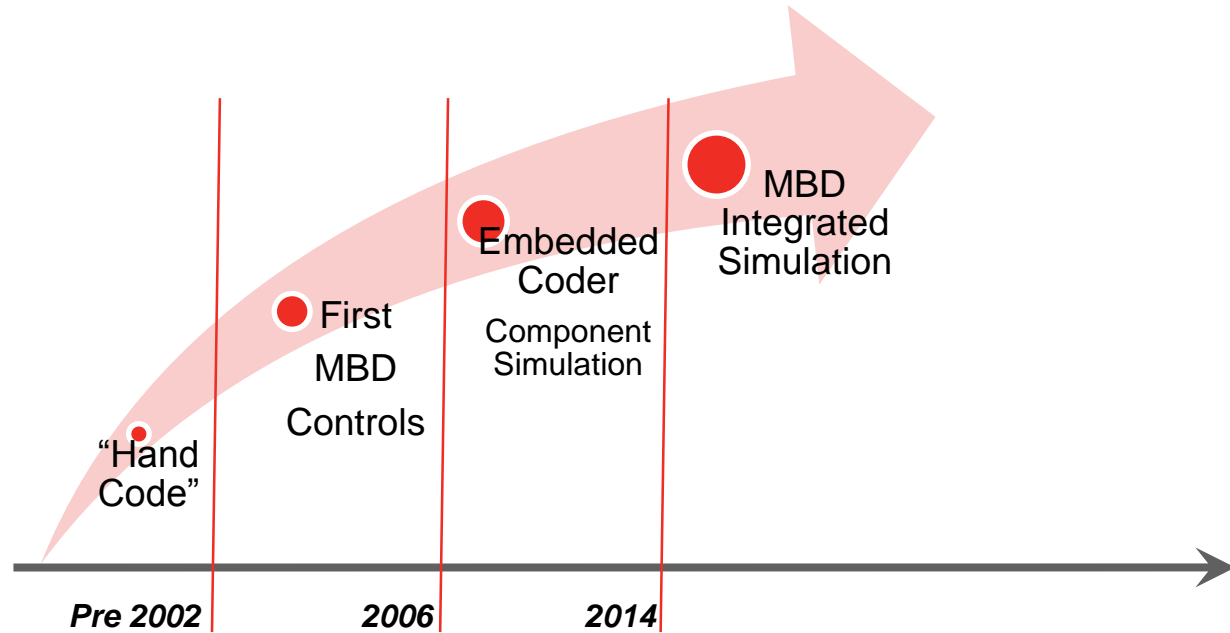 “Hand
Code”
First
MBD
Controls
Embedded
Coder
Component
Simulation
MBD
Integrated
Simulation
Pre 2002
2006
2014